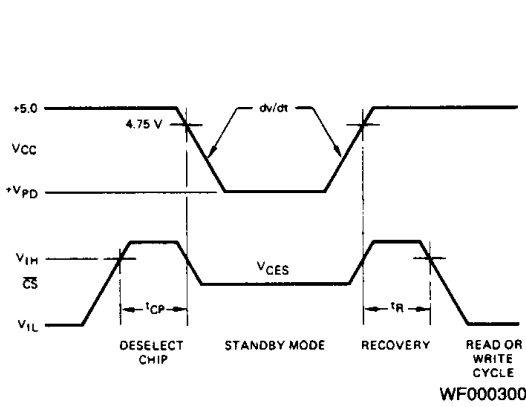 +5.0
dv/dt
4.75 V
VCC
+VPD
VIH
CS
VCES
tCP
tR
VIL
DESELECT
CHIP
STANDBY MODE
RECOVERY
READ OR
WRITE
CYCLE
WF000300